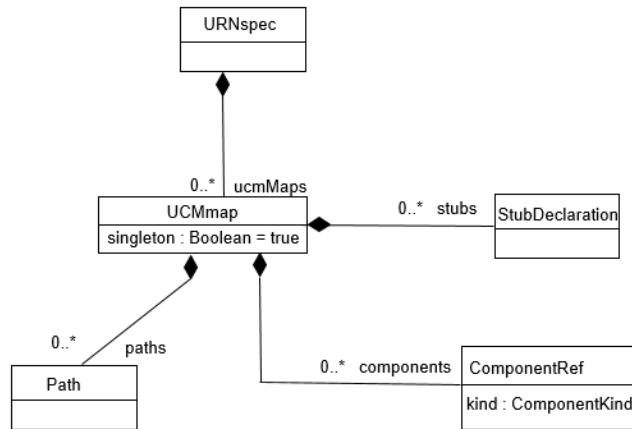 URNspec
0..* ucmMaps
UCMmap
singleton : Boolean = true
0..* stubs
StubDeclaration
0..* paths
Path
0..* components
ComponentRef
kind : ComponentKind